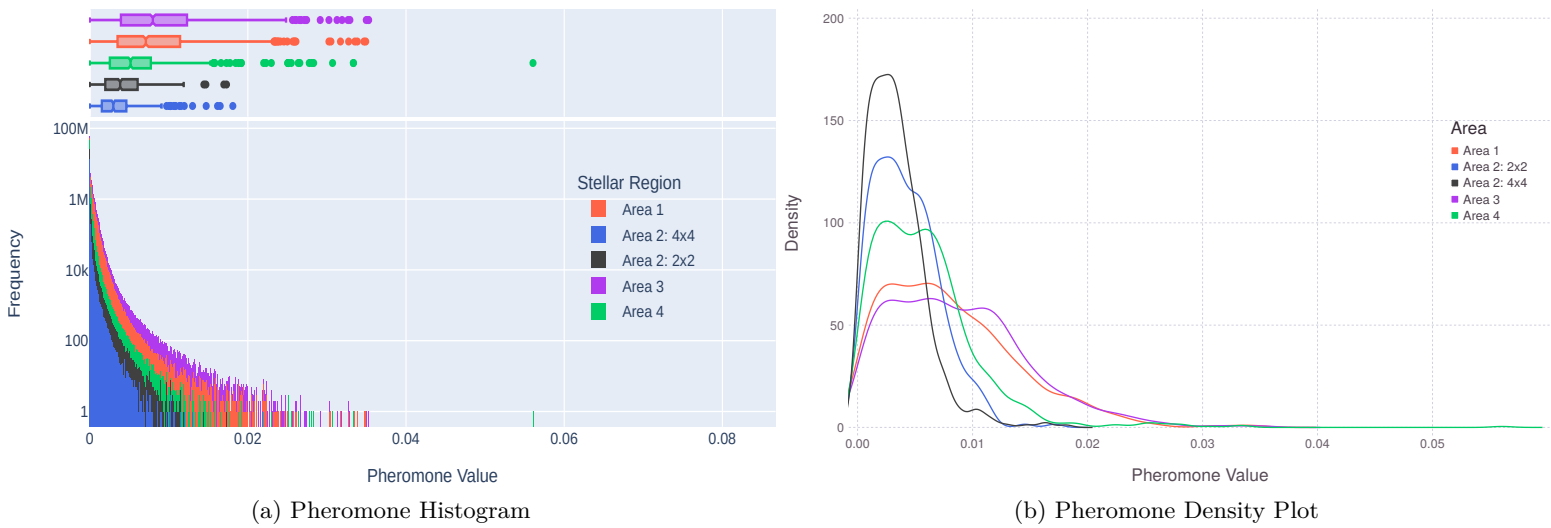 100M
1M
10k
100
1
Frequency
0
0.02
0.04
0.06
0.08
Pheromone Value
Stellar Region
Area 1
Area 2: 4x4
Area 2: 2x2
Area 3
Area 4
(a) Pheromone Histogram
200
150
100
50
0
Density
0.00
0.01
0.02
0.03
0.04
0.05
Pheromone Value
Area
Area 1
Area 2: 2x2
Area 2: 4x4
Area 3
Area 4
(b) Pheromone Density Plot